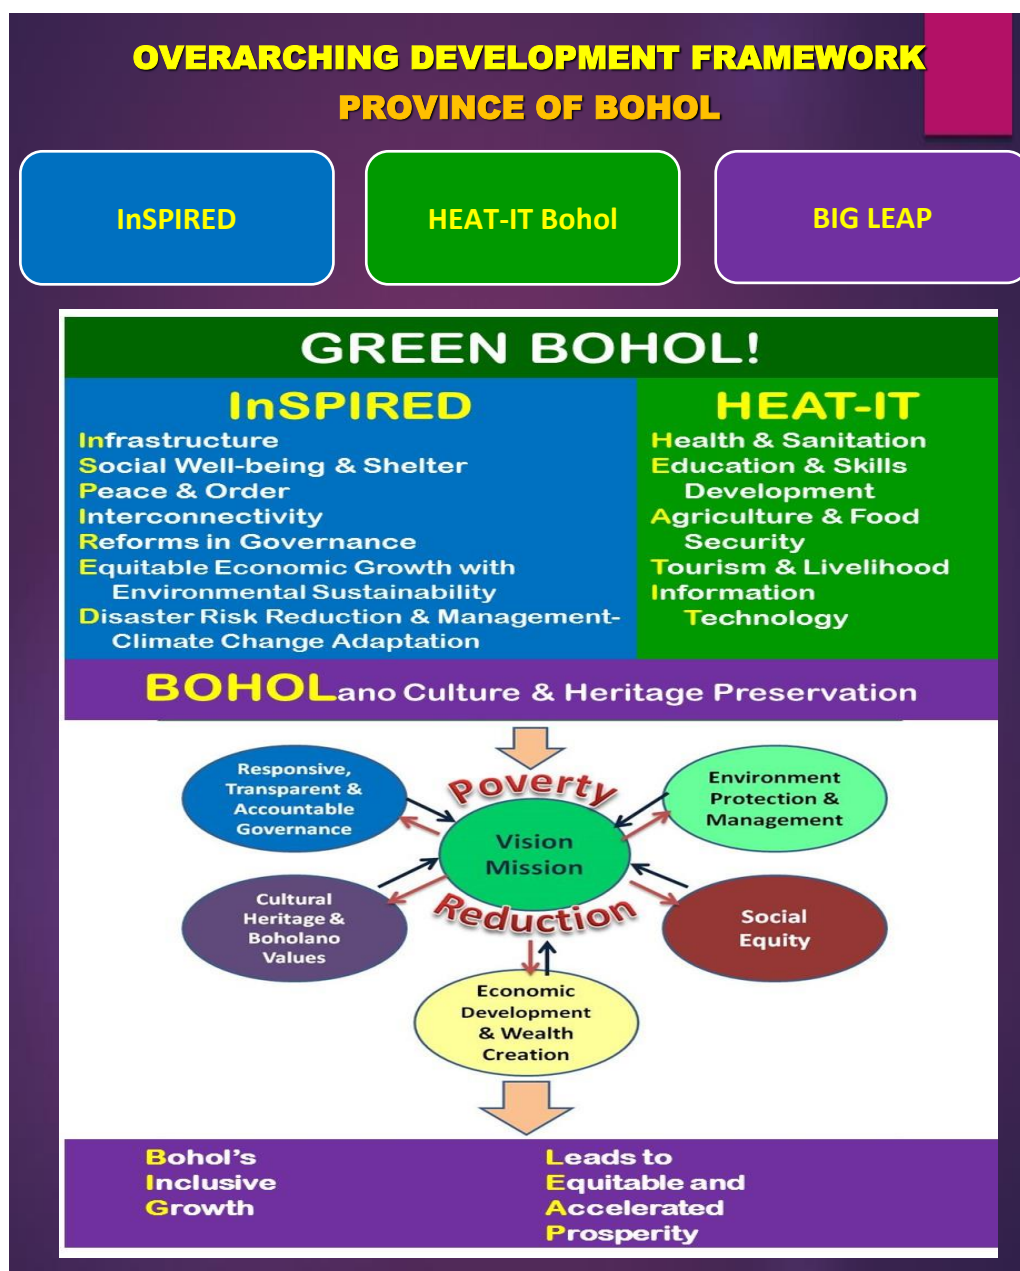 OVERARCHING DEVELOPMENT FRAMEWORK
PROVINCE OF BOHOL
InSPIRED
HEAT-IT Bohol
BIG LEAP
GREEN BOHOL!
InSPIRED
Infrastructure
Social Well-being & Shelter
Peace & Order
Interconnectivity
Reforms in Governance
Equitable Economic Growth with
Environmental Sustainability
Disaster Risk Reduction & Management-
Climate Change Adaptation
HEAT-IT
Health & Sanitation
Education & Skills
Development
Agriculture & Food
Security
Tourism & Livelihood
Information
Technology
BOHOLano Culture & Heritage Preservation
Responsive,
Transparent &
Accountable
Governance
Poverty
Vision
Mission
Reduction
Environment
Protection &
Management
Cultural
Heritage &
Boholano
Values
Social
Equity
Economic
Development
& Wealth
Creation
Bohol's
Inclusive
Growth
Leads to
Equitable and
Accelerated
Prosperity